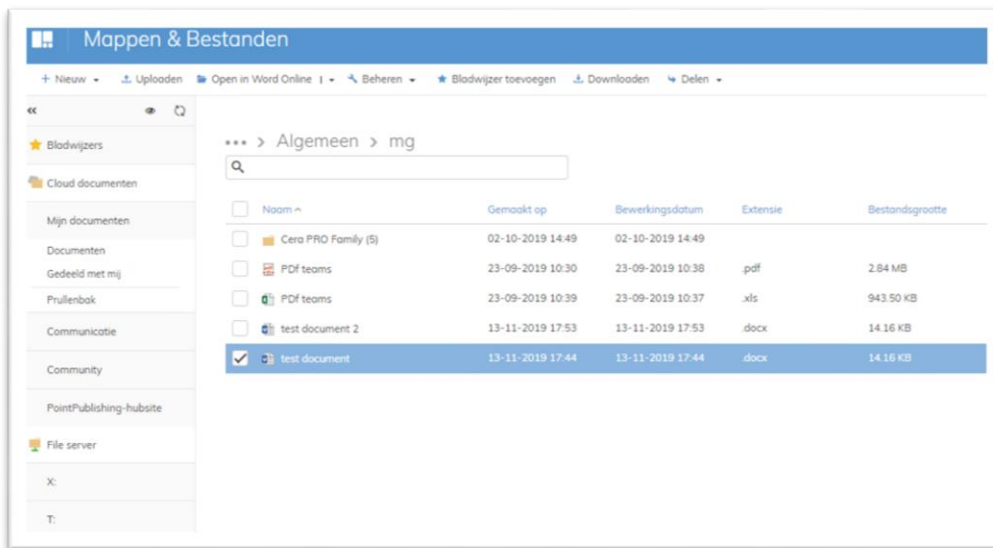 Mappen & Bestanden
+ Nieuw Uploaden Open in Word Online | Beheren Bladwijzer toevoegen Downloaden Delen
«
Bladwijzers
Cloud documenten
Mijn documenten
Documenten
Gedeeld met mij
Prullenbak
Communicatie
Community
PointPublishing-hubsite
File server
X:
T:
••• > Algemeen > mg
Naam Gemaakt op Bewerkingsdatum Extensie Bestandsgrootte
Cera PRO Family (5) 02-10-2019 14:49 02-10-2019 14:49
PDf teams 23-09-2019 10:30 23-09-2019 10:38 .pdf 2.84 MB
PDf teams 23-09-2019 10:39 23-09-2019 10:37 .xls 943.50 KB
test document 2 13-11-2019 17:53 13-11-2019 17:53 .docx 14.16 KB
test document 13-11-2019 17:44 13-11-2019 17:44 .docx 14.16 KB